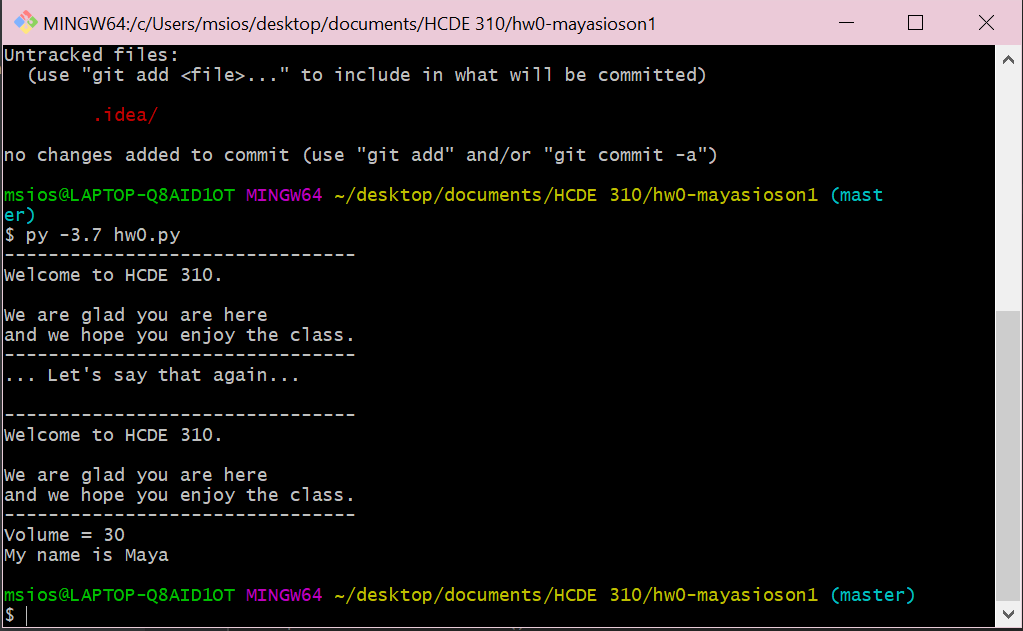 MINGW64:/c/Users/msios/desktop/documents/HCDE 310/hw0-mayasioson1
Untracked files:
  (use "git add <file>..." to include in what will be committed)
        .idea/
no changes added to commit (use "git add" and/or "git commit -a")
msios@LAPTOP-Q8AID1OT MINGW64 ~/desktop/documents/HCDE 310/hw0-mayasioson1 (mast
er)
$ py -3.7 hw0.py
--------------------------------
Welcome to HCDE 310.
We are glad you are here
and we hope you enjoy the class.
--------------------------------
... Let's say that again...
--------------------------------
Welcome to HCDE 310.
We are glad you are here
and we hope you enjoy the class.
--------------------------------
Volume = 30
My name is Maya
msios@LAPTOP-Q8AID1OT MINGW64 ~/desktop/documents/HCDE 310/hw0-mayasioson1 (master)
$